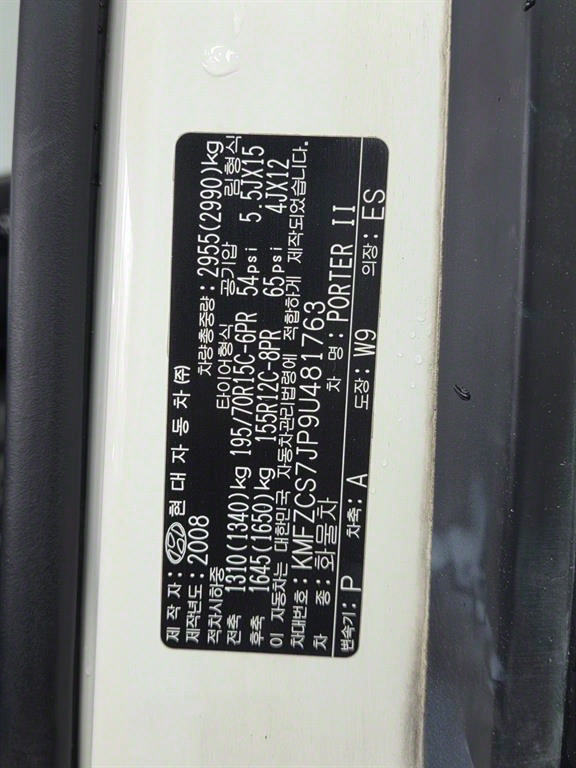 제 작 자 : 현 대 자 동 차 ㈜
제작년도: 2008 차량총중량: 2955(2990)kg
적차시하중 타이어형식 공기압 림형식
전축 1310(1340)kg 195/70R15C-6PR 54psi 5.5JX15
후축 1645(1650)kg 155R12C-8PR 65psi 4JX12
이 자동차는 대한민국 자동차관리법령에 적합하게 제작되었습니다.
차대번호: KMFZCS7JP9U481763
차 종: 화물차 차 명: PORTER II
변속기: P 차축: A 도장: W9 의장: ES